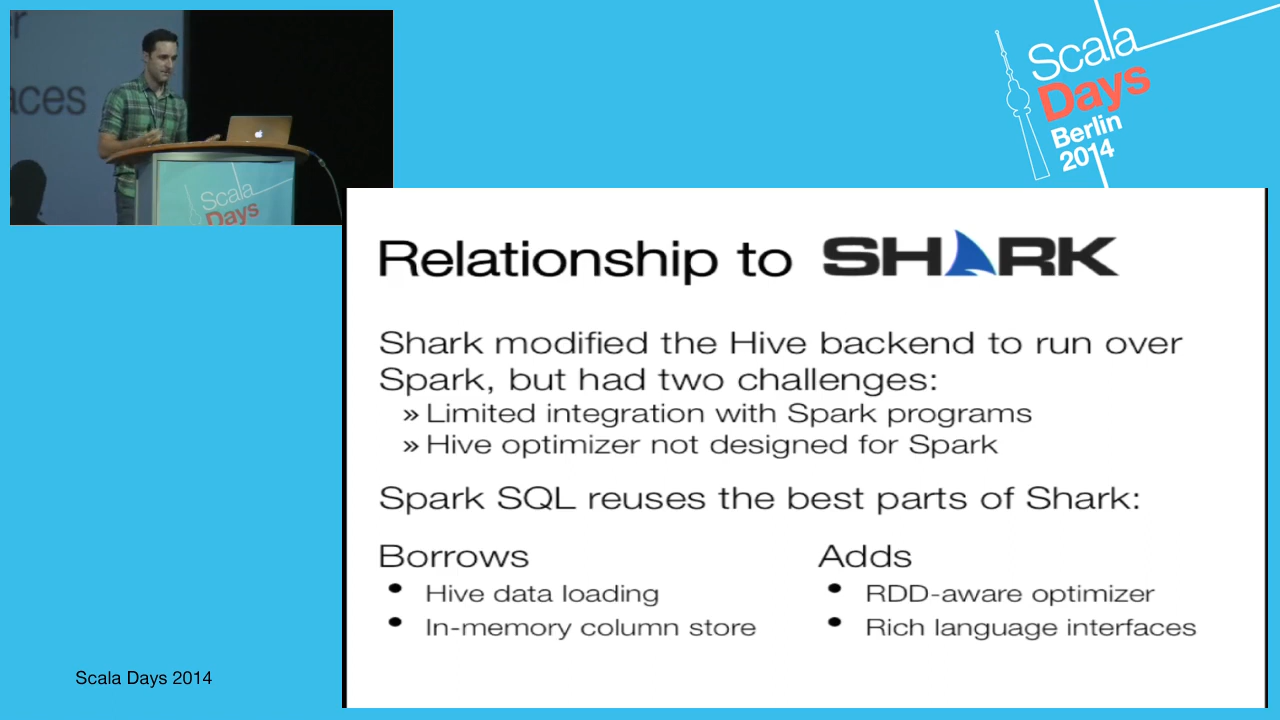 aces
Scala
Days
Scala
Days
Berlin
2014
Relationship to SHARK
Shark modified the Hive backend to run over
Spark, but had two challenges:
» Limited integration with Spark programs
» Hive optimizer not designed for Spark
Spark SQL reuses the best parts of Shark:
Borrows
• Hive data loading
• In-memory column store
Adds
• RDD-aware optimizer
• Rich language interfaces
Scala Days 2014